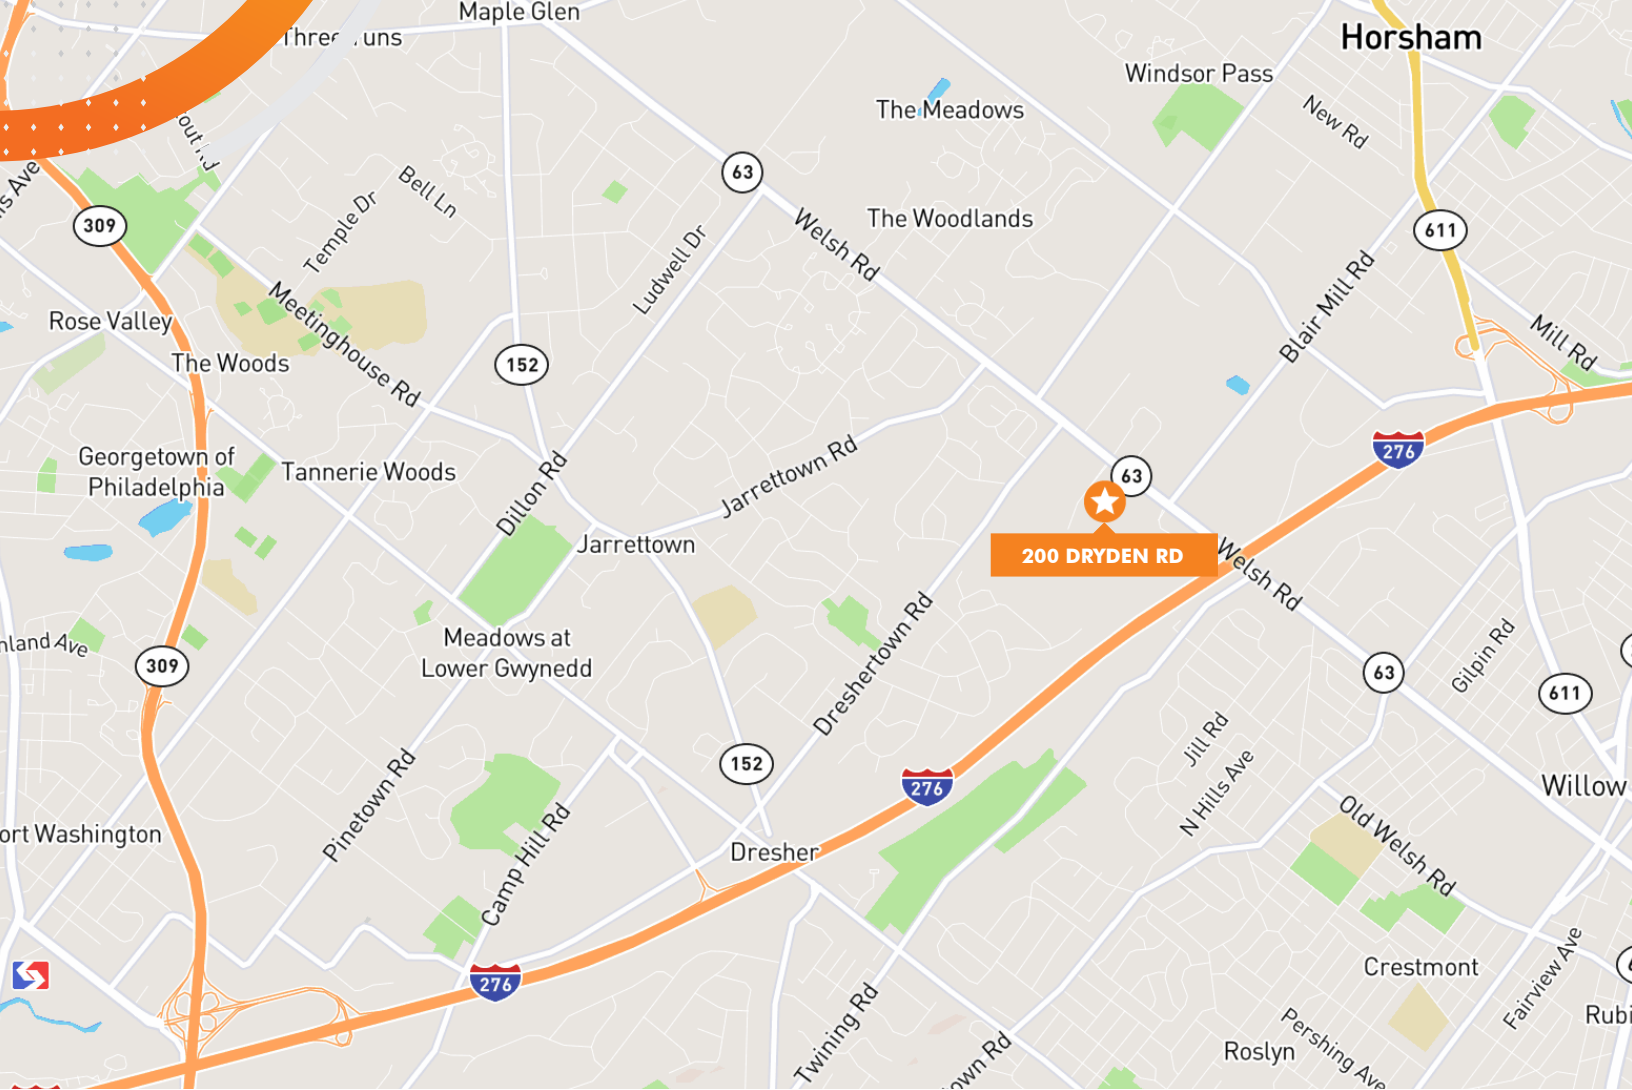 Maple Glen
Horsham
Windsor Pass
The Meadows
New Rd
63
Bell Ln
Temple Dr
309
The Woodlands
Welsh Rd
611
Ludwell Dr
Blair Mill Rd
Meetinghouse Rd
Rose Valley
Mill Rd
The Woods
152
276
Georgetown of
Philadelphia
Tannerie Woods
Dillon Rd
Jarrettown Rd
63
200 DRYDEN RD
Jarrettown
Welsh Rd
Meadows at
Lower Gwynedd
Dreshertown Rd
309
63
Gilpin Rd
611
Jill Rd
152
276
N Hills Ave
Willow
Pinetown Rd
Camp Hill Rd
Old Welsh Rd
Dresher
276
Crestmont
Fairview Ave
Twining Rd
Pershing Ave
Roslyn